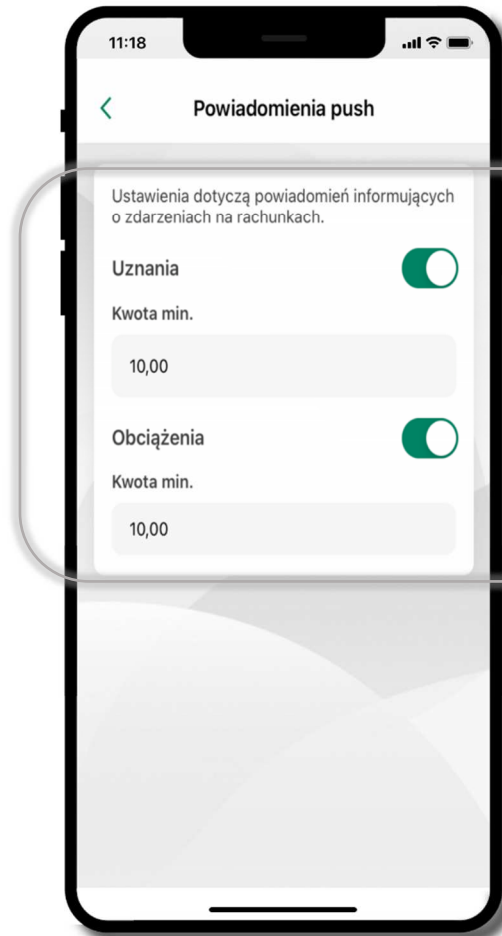 11:18
Powiadomienia push
Ustawienia dotyczą powiadomień informujących
o zdarzeniach na rachunkach.
Uznania
Kwota min.
10,00
Obciążenia
Kwota min.
10,00